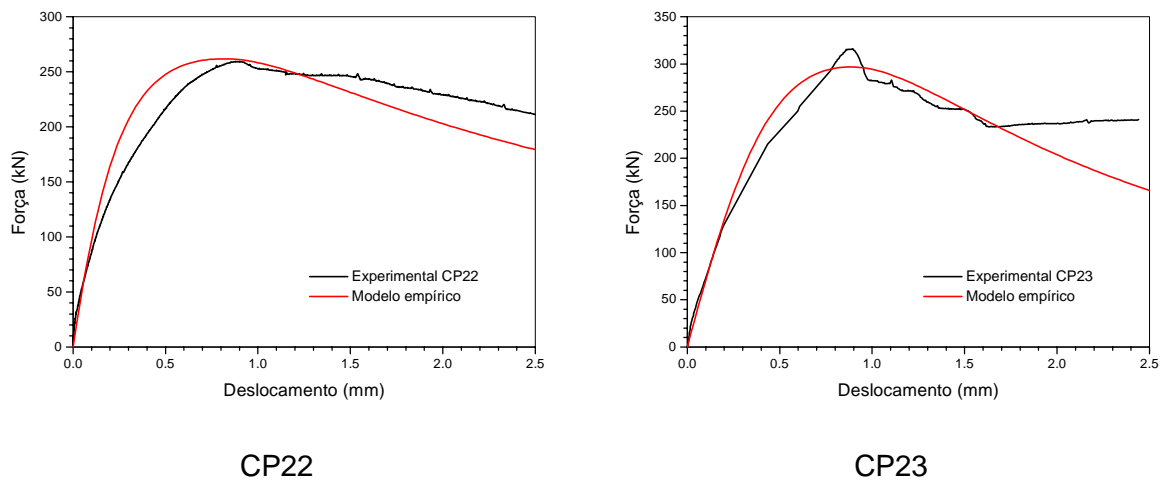 300
250
200
150
100
50
0
Força (kN)
Experimental CP22
Modelo empírico
0.0 0.5 1.0 1.5 2.0 2.5
Deslocamento (mm)
CP22
350
300
250
200
150
100
50
0
Força (kN)
Experimental CP23
Modelo empírico
0.0 0.5 1.0 1.5 2.0 2.5
Deslocamento (mm)
CP23